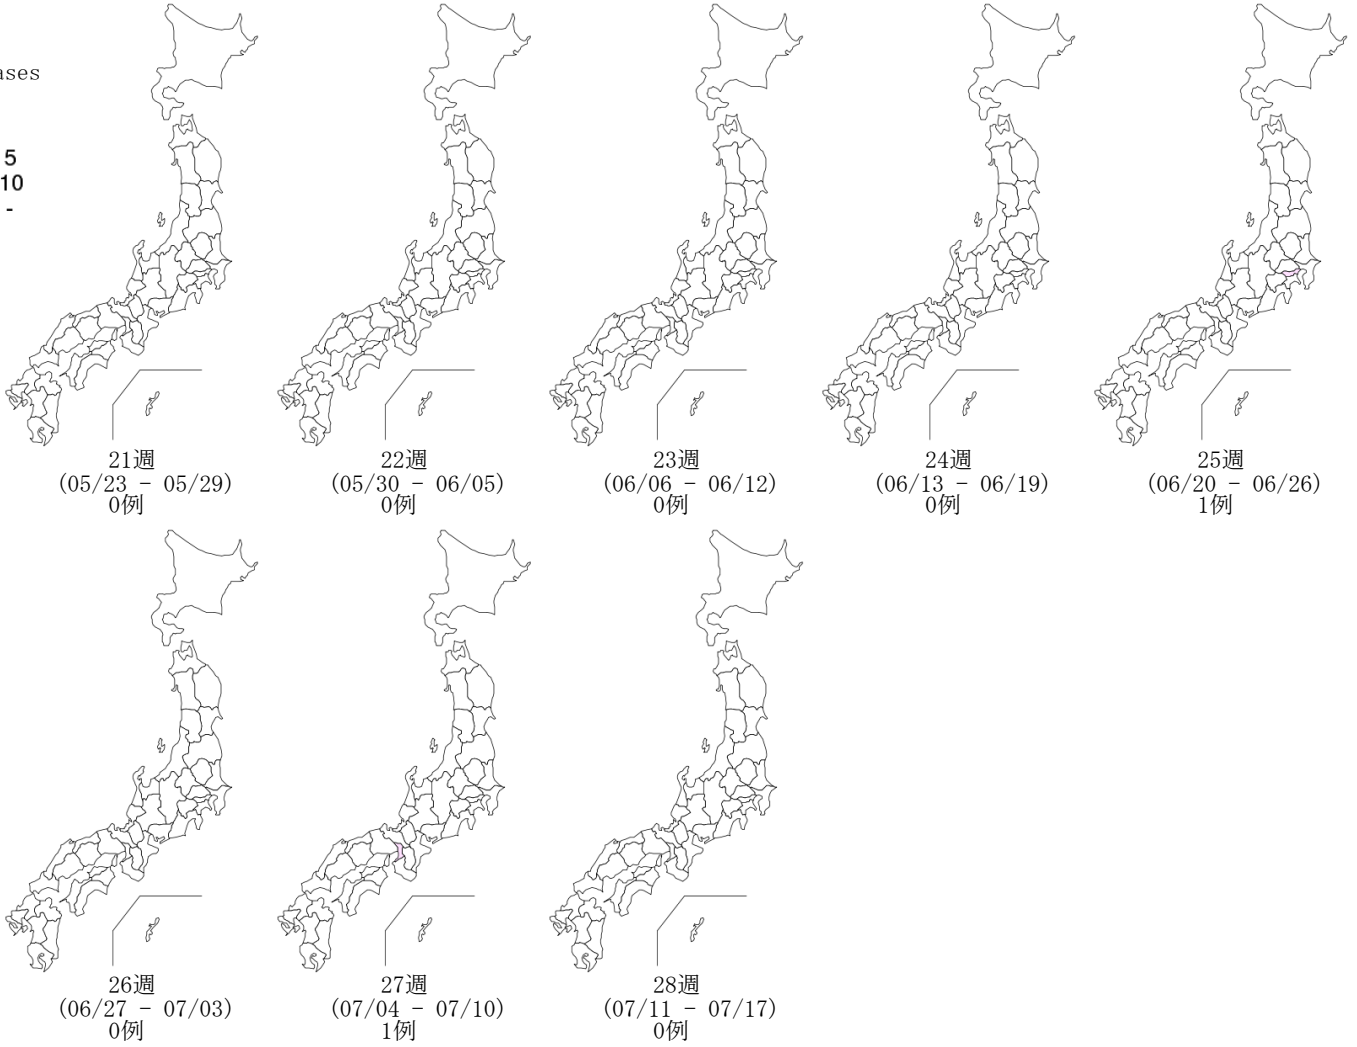 ases
5
10
-
21週
(05/23 - 05/29)
0例
22週
(05/30 - 06/05)
0例
23週
(06/06 - 06/12)
0例
24週
(06/13 - 06/19)
0例
25週
(06/20 - 06/26)
1例
26週
(06/27 - 07/03)
0例
27週
(07/04 - 07/10)
1例
28週
(07/11 - 07/17)
0例